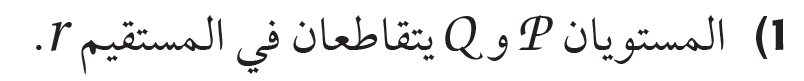 1) المستويان P و Q يتقاطعان في المستقيم r.